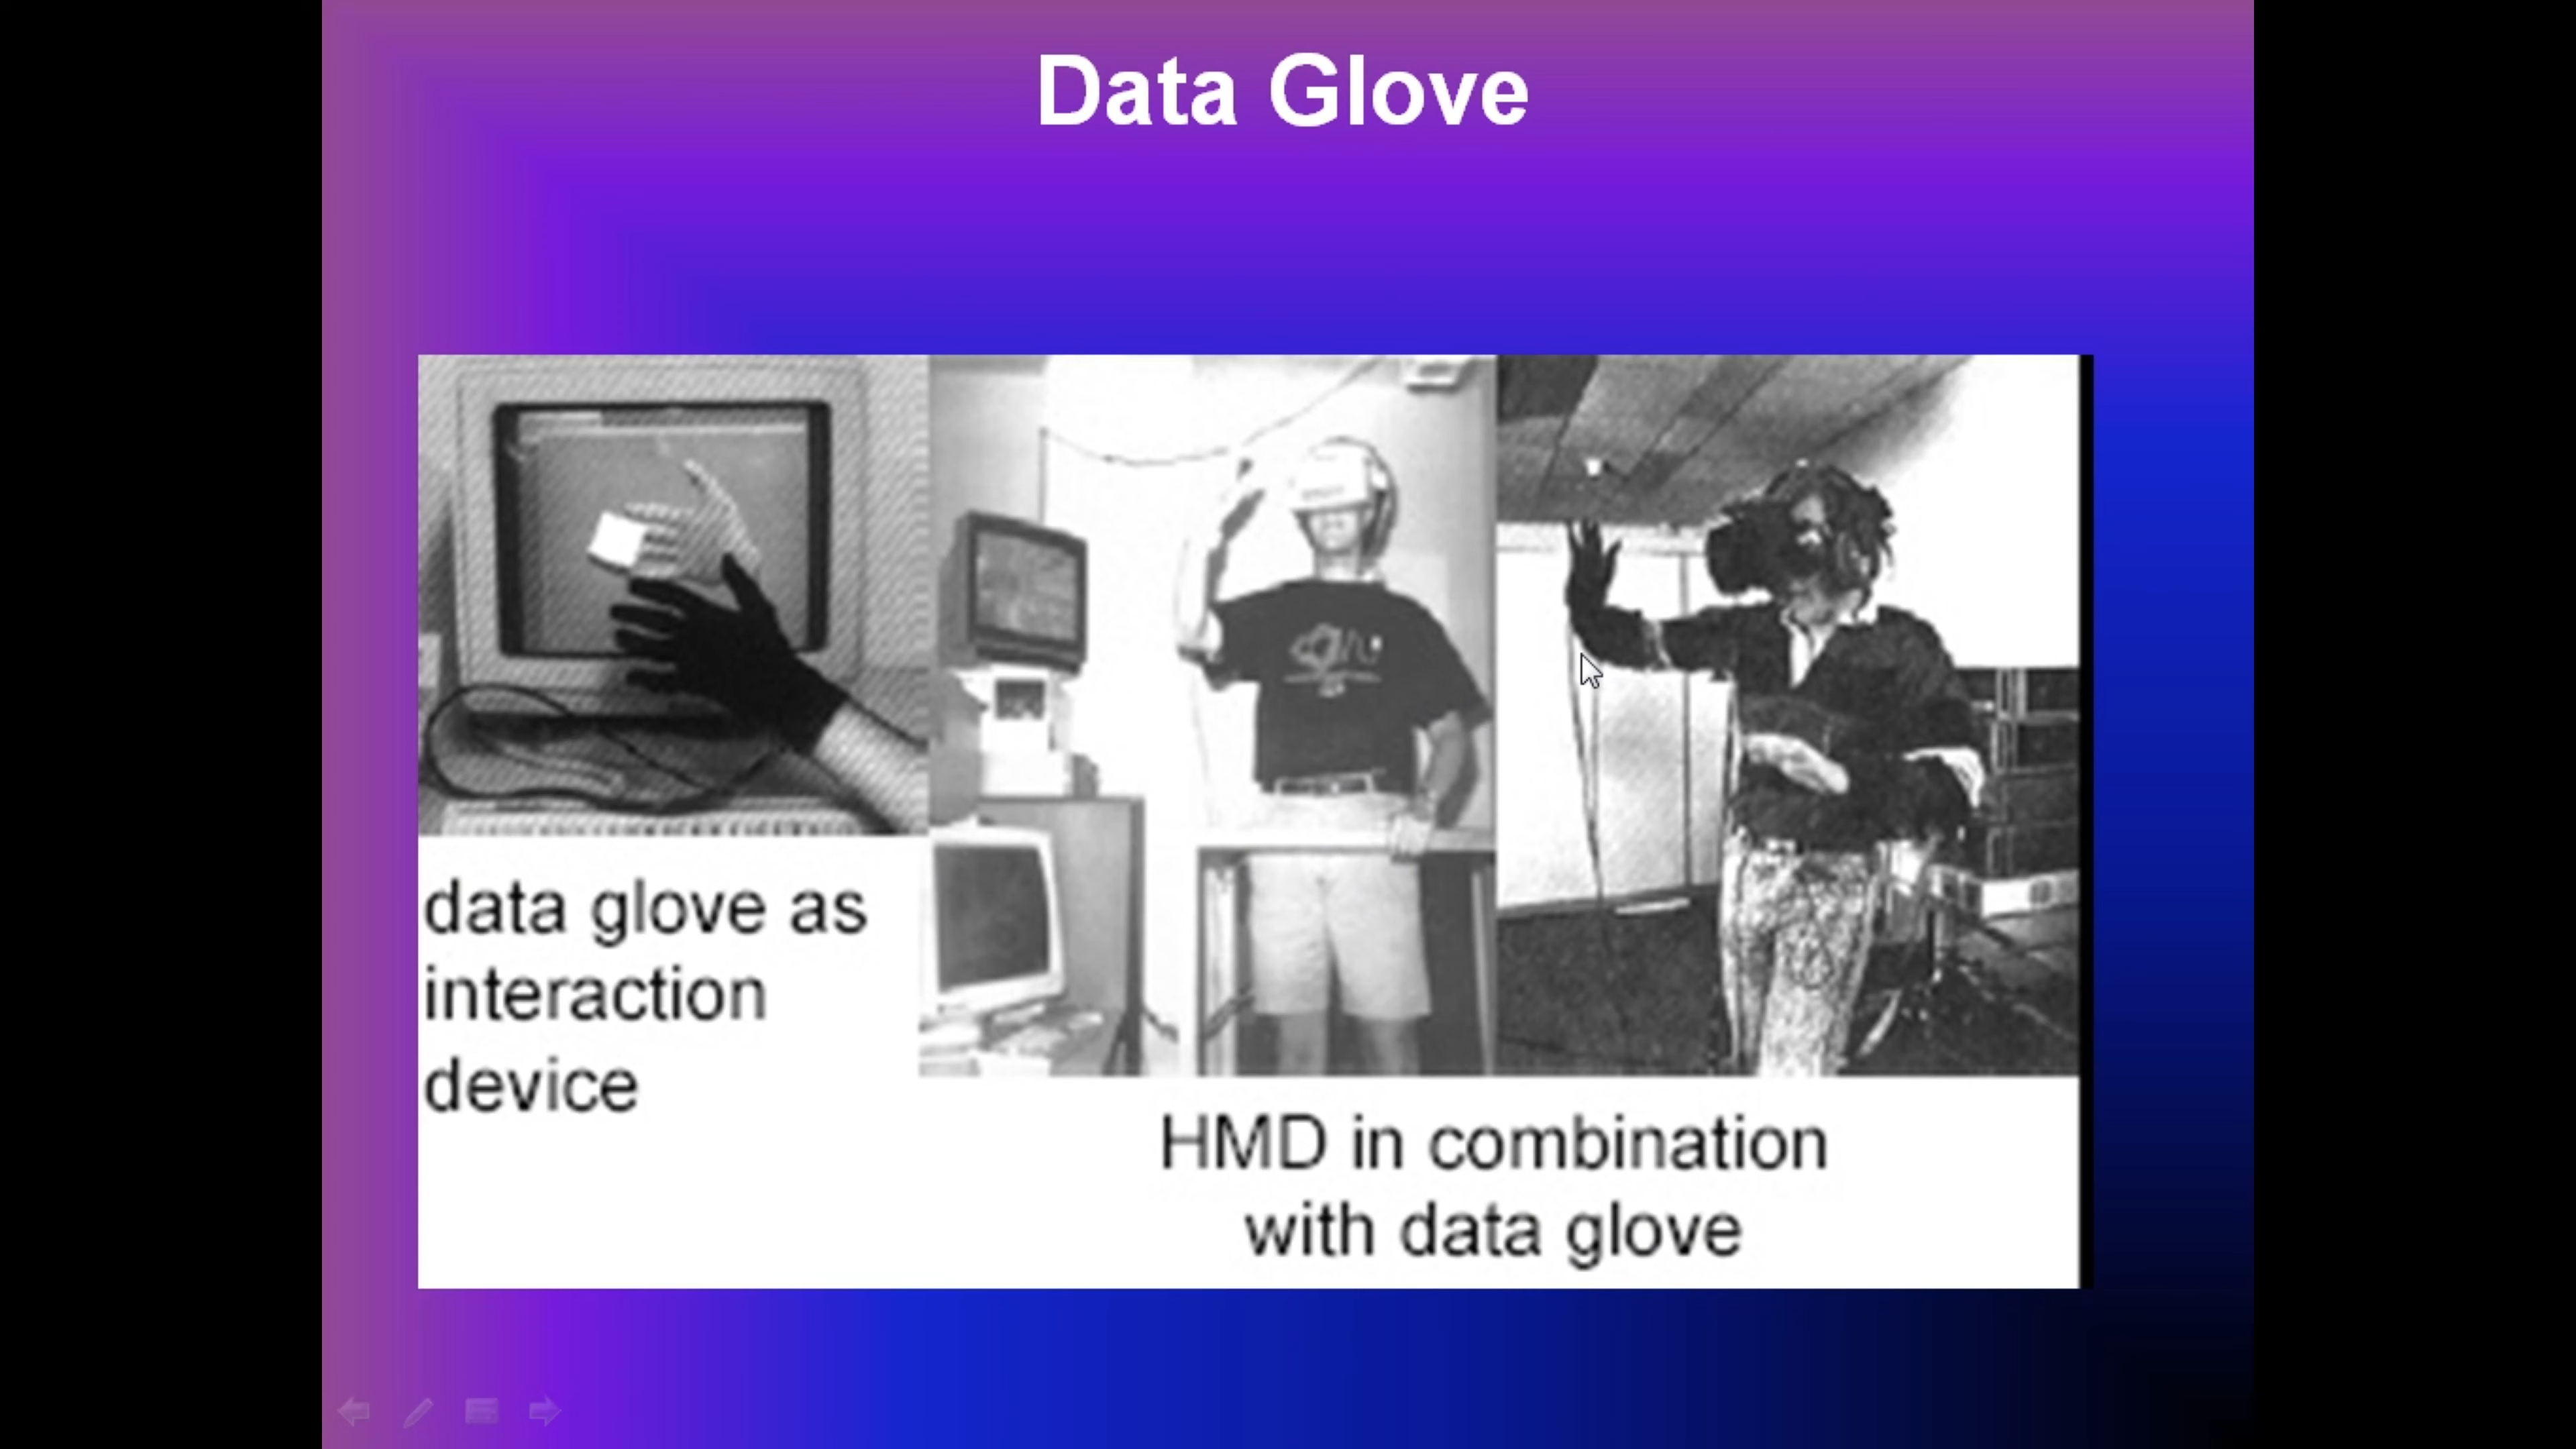 Data Glove
data glove as
interaction
device
HMD in combination
with data glove